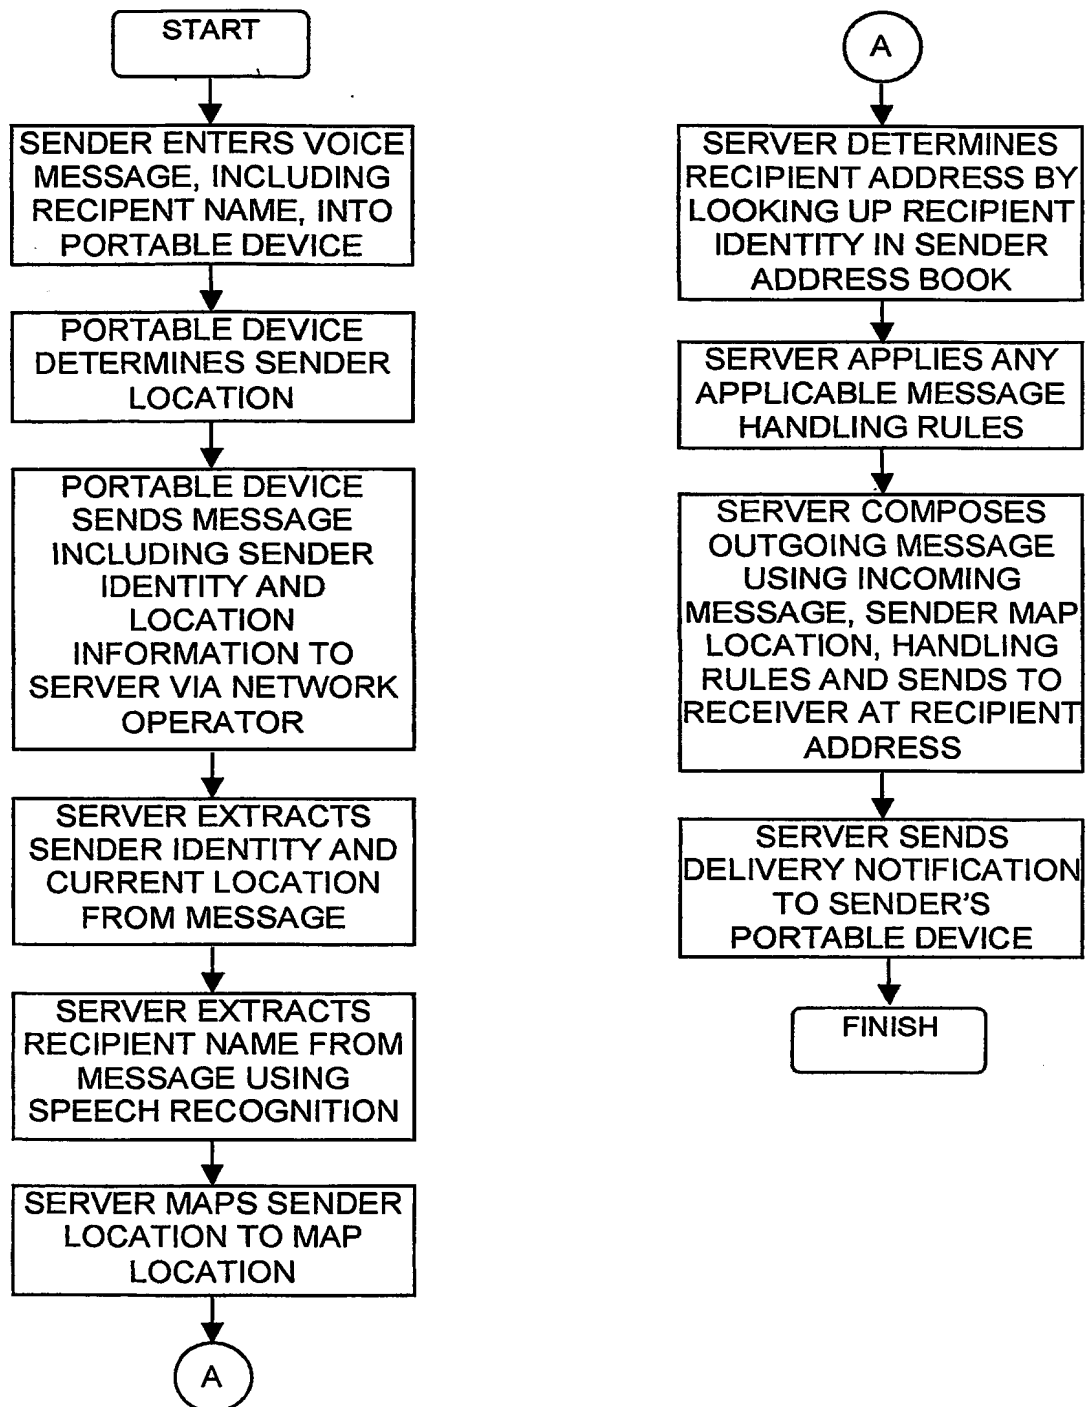 START
SENDER ENTERS VOICE
MESSAGE, INCLUDING
RECIPENT NAME, INTO
PORTABLE DEVICE
PORTABLE DEVICE
DETERMINES SENDER
LOCATION
PORTABLE DEVICE
SENDS MESSAGE
INCLUDING SENDER
IDENTITY AND
LOCATION
INFORMATION TO
SERVER VIA NETWORK
OPERATOR
SERVER EXTRACTS
SENDER IDENTITY AND
CURRENT LOCATION
FROM MESSAGE
SERVER EXTRACTS
RECIPIENT NAME FROM
MESSAGE USING
SPEECH RECOGNITION
SERVER MAPS SENDER
LOCATION TO MAP
LOCATION
A
A
SERVER DETERMINES
RECIPIENT ADDRESS BY
LOOKING UP RECIPIENT
IDENTITY IN SENDER
ADDRESS BOOK
SERVER APPLIES ANY
APPLICABLE MESSAGE
HANDLING RULES
SERVER COMPOSES
OUTGOING MESSAGE
USING INCOMING
MESSAGE, SENDER MAP
LOCATION, HANDLING
RULES AND SENDS TO
RECEIVER AT RECIPIENT
ADDRESS
SERVER SENDS
DELIVERY NOTIFICATION
TO SENDER'S
PORTABLE DEVICE
FINISH